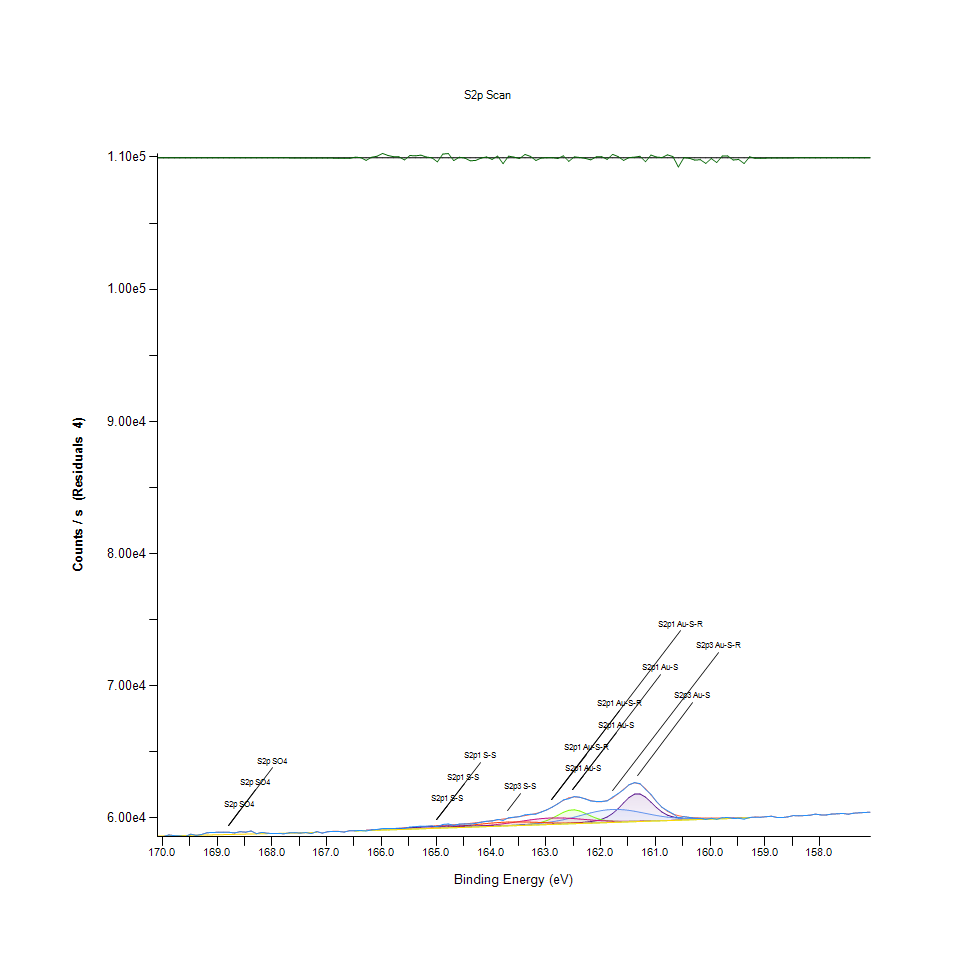 S2p Scan
1.10e5
1.00e5
9.00e4
8.00e4
7.00e4
6.00e4
Counts / s (Residuals 4)
S2p1 Au-S-R
S2p3 Au-S-R
S2p1 Au-S
S2p3 Au-S
S2p1 Au-S-R
S2p1 Au-S
S2p1 Au-S-R
S2p1 Au-S
S2p1 S-S
S2p1 S-S
S2p3 S-S
S2p1 S-S
S2p SO4
S2p SO4
S2p SO4
170.0 169.0 168.0 167.0 166.0 165.0 164.0 163.0 162.0 161.0 160.0 159.0 158.0
Binding Energy (eV)